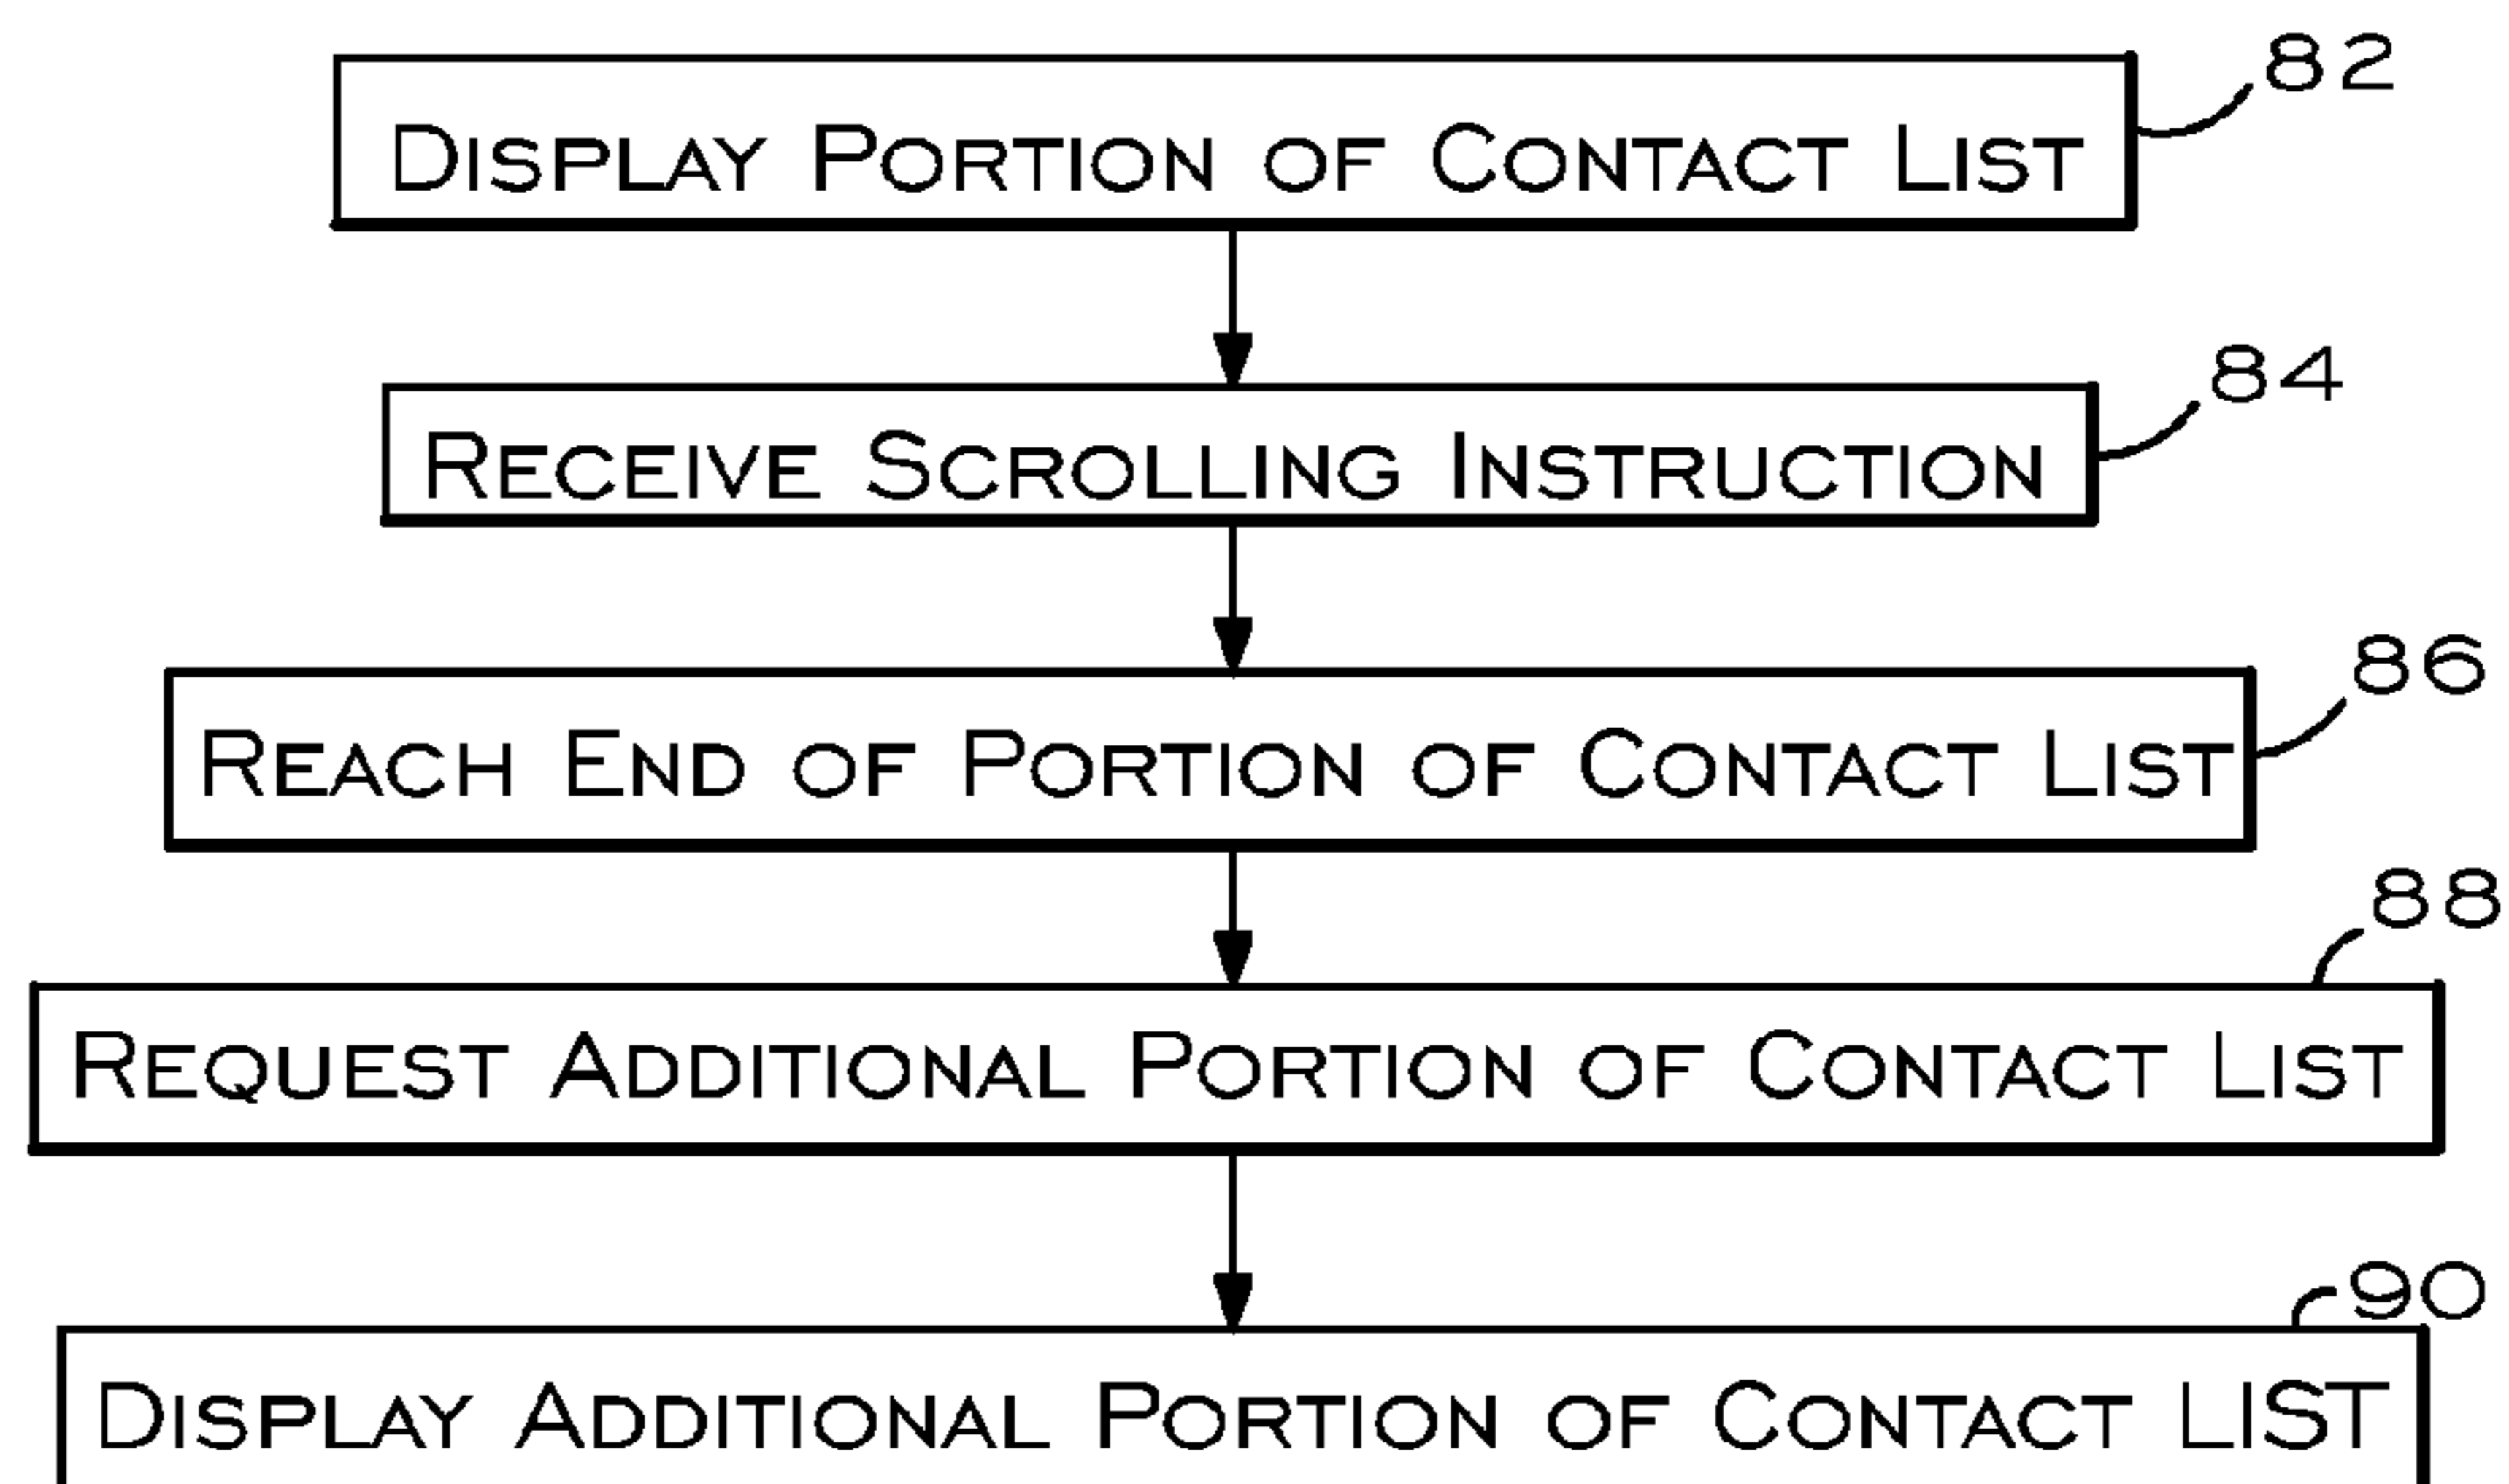 82
DISPLAY PORTION OF CONTACT LIST
84
RECEIVE SCROLLING INSTRUCTION
86
REACH END OF PORTION OF CONTACT LIST
88
REQUEST ADDITIONAL PORTION OF CONTACT LIST
90
DISPLAY ADDITIONAL PORTION OF CONTACT LIST